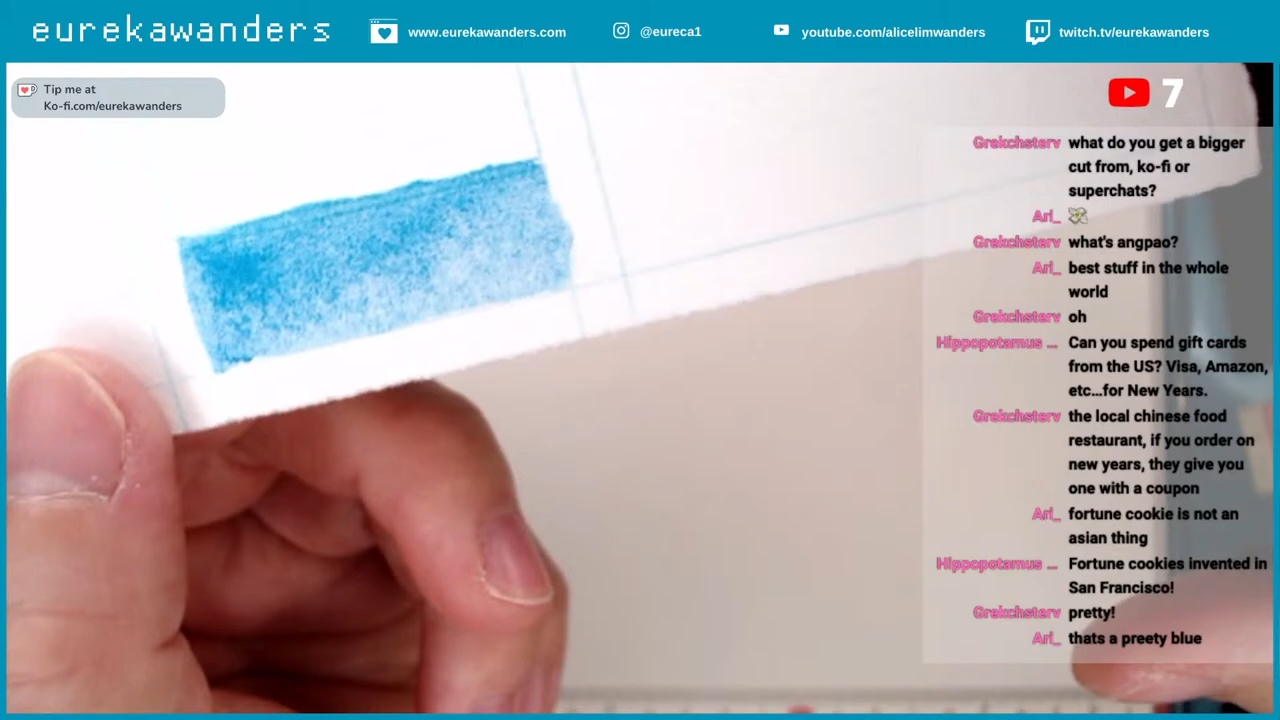 eurekawanders
www.eurekawanders.com
@eureca1
youtube.com/alicelimwanders
twitch.tv/eurekawanders
Tip me at
Ko-fi.com/eurekawanders
7
Grekchsterv what do you get a bigger
cut from, ko-fi or
superchats?
Ari_ 💸
Grekchsterv what's angpao?
Ari_ best stuff in the whole
world
Grekchsterv oh
Hippopotamus ... Can you spend gift cards
from the US? Visa, Amazon,
etc...for New Years.
Grekchsterv the local chinese food
restaurant, if you order on
new years, they give you
one with a coupon
Ari_ fortune cookie is not an
asian thing
Hippopotamus ... Fortune cookies invented in
San Francisco!
Grekchsterv pretty!
Ari_ thats a preety blue